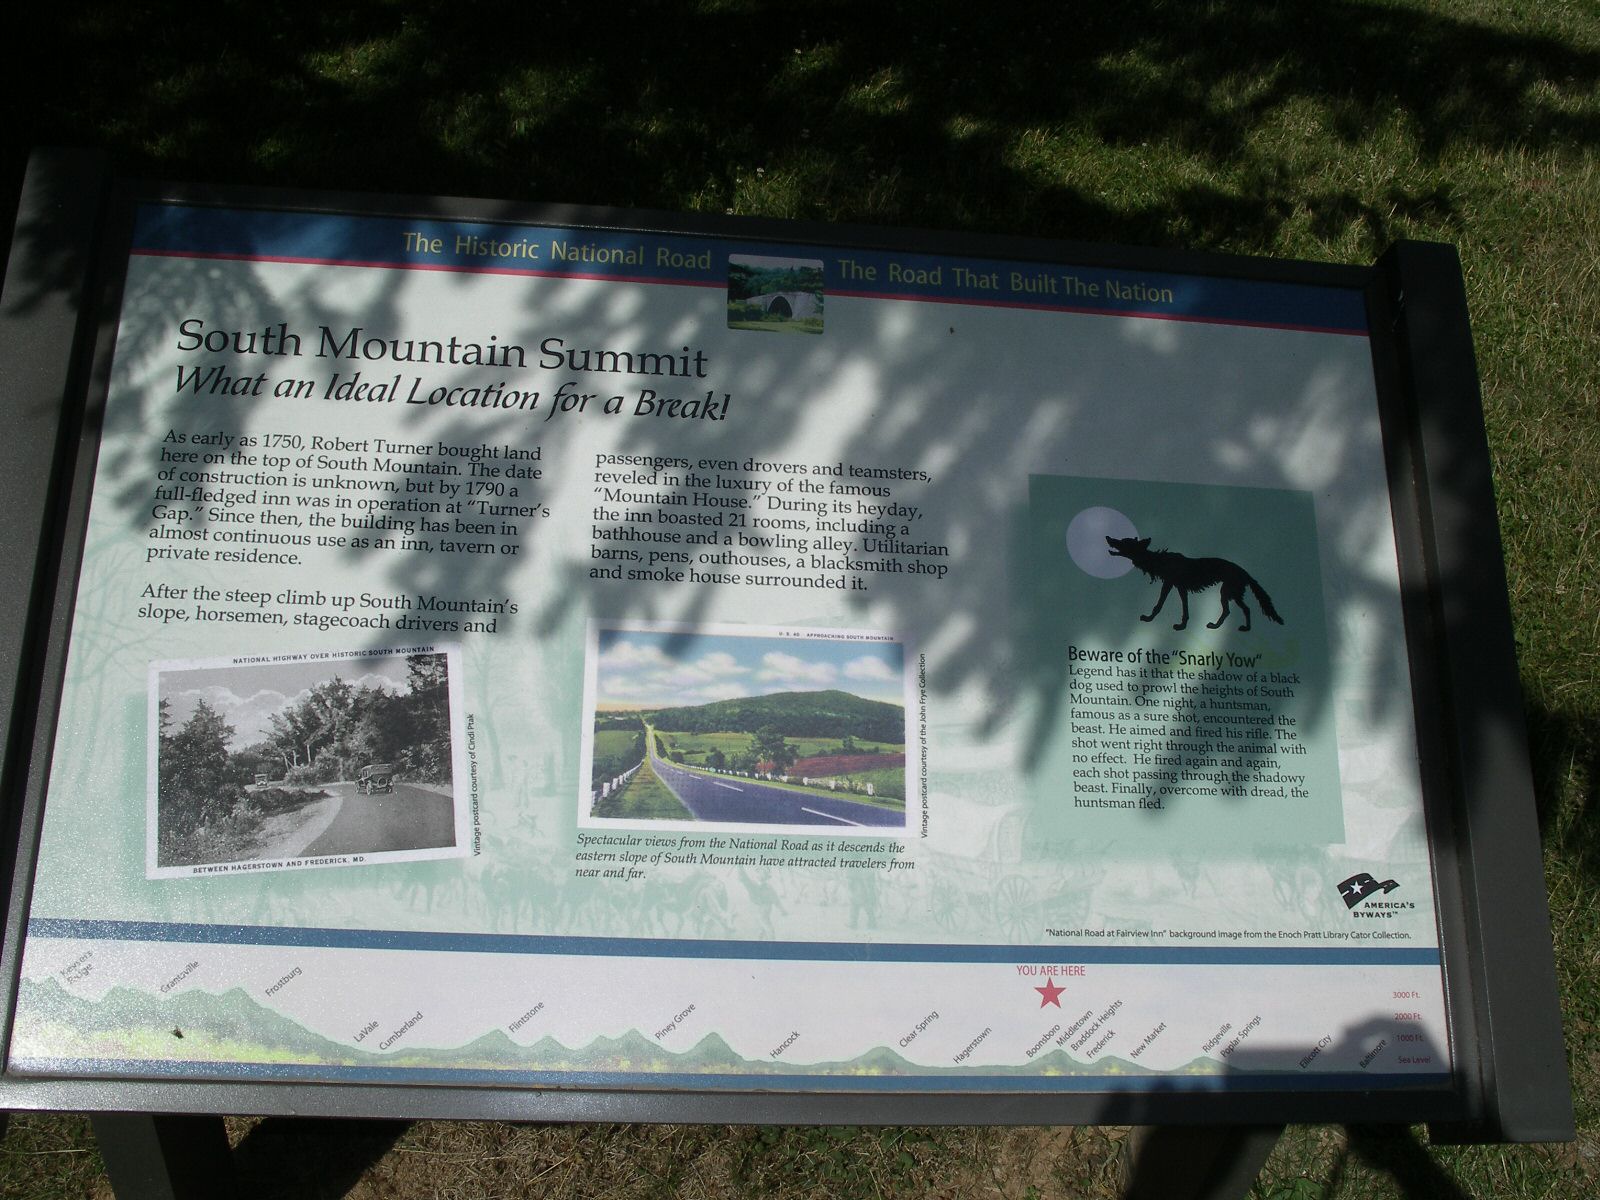 The Historic National Road
The Road That Built The Nation
South Mountain Summit
What an Ideal Location for a Break!
As early as 1750, Robert Turner bought land
here on the top of South Mountain. The date
of construction is unknown, but by 1790 a
full-fledged inn was in operation at “Turner’s
Gap.” Since then, the building has been in
almost continuous use as an inn, tavern or
private residence.
After the steep climb up South Mountain’s
slope, horsemen, stagecoach drivers and
passengers, even drovers and teamsters,
reveled in the luxury of the famous
“Mountain House.” During its heyday,
the inn boasted 21 rooms, including a
bathhouse and a bowling alley. Utilitarian
barns, pens, outhouses, a blacksmith shop
and smoke house surrounded it.
NATIONAL HIGHWAY OVER HISTORIC SOUTH MOUNTAIN
BETWEEN HAGERSTOWN AND FREDERICK, MD.
Vintage postcard courtesy of Cindi Ptak
U. S. 40 APPROACHING SOUTH MOUNTAIN
Vintage postcard courtesy of the John Frye Collection
Spectacular views from the National Road as it descends the
eastern slope of South Mountain have attracted travelers from
near and far.
Beware of the "Snarly Yow"
Legend has it that the shadow of a black
dog used to prowl the heights of South
Mountain. One night, a huntsman,
famous as a sure shot, encountered the
beast. He aimed and fired his rifle. The
shot went right through the animal with
no effect. He fired again and again,
each shot passing through the shadowy
beast. Finally, overcome with dread, the
huntsman fled.
AMERICA'S
BYWAYS™
"National Road at Fairview Inn" background image from the Enoch Pratt Library Cator Collection.
YOU ARE HERE
Keysers
Ridge
Grantsville
Frostburg
LaVale
Cumberland
Flintstone
Piney Grove
Hancock
Clear Spring
Hagerstown
Boonsboro
Middletown
Braddock Heights
Frederick
New Market
Ridgeville
Poplar Springs
Ellicott City
Baltimore
3000 Ft.
2000 Ft.
1000 Ft.
Sea Level